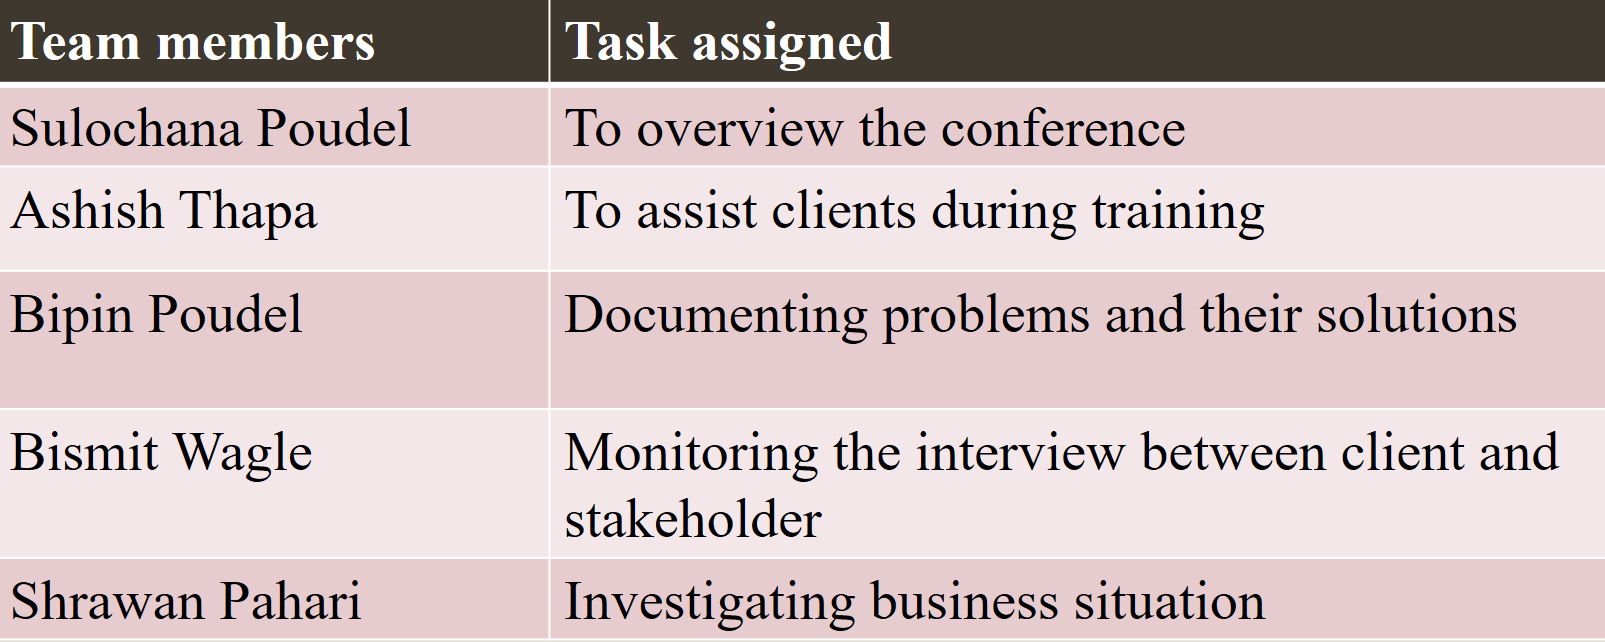 Team members
Task assigned
Sulochana Poudel
To overview the conference
Ashish Thapa
To assist clients during training
Bipin Poudel
Documenting problems and their solutions
Bismit Wagle
Monitoring the interview between client and
stakeholder
Shrawan Pahari
Investigating business situation